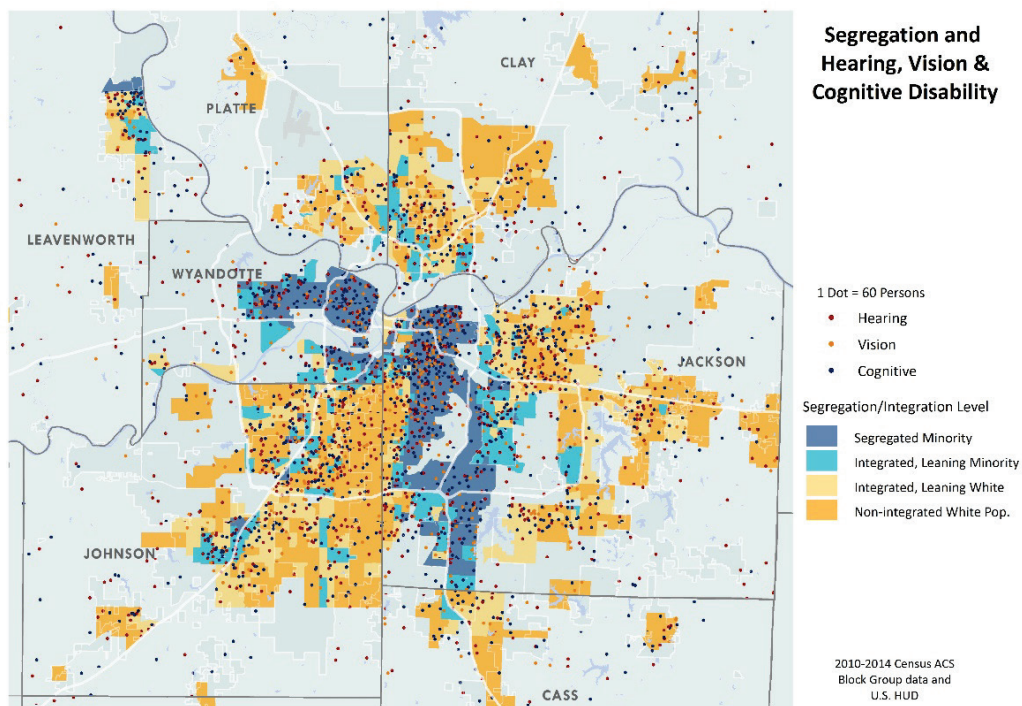 Segregation and
Hearing, Vision &
Cognitive Disability
CLAY
PLATTE
LEAVENWORTH
WYANDOTTE
JACKSON
JOHNSON
CASS
1 Dot = 60 Persons
Hearing
Vision
Cognitive
Segregation/Integration Level
Segregated Minority
Integrated, Leaning Minority
Integrated, Leaning White
Non-integrated White Pop.
2010-2014 Census ACS
Block Group data and
U.S. HUD